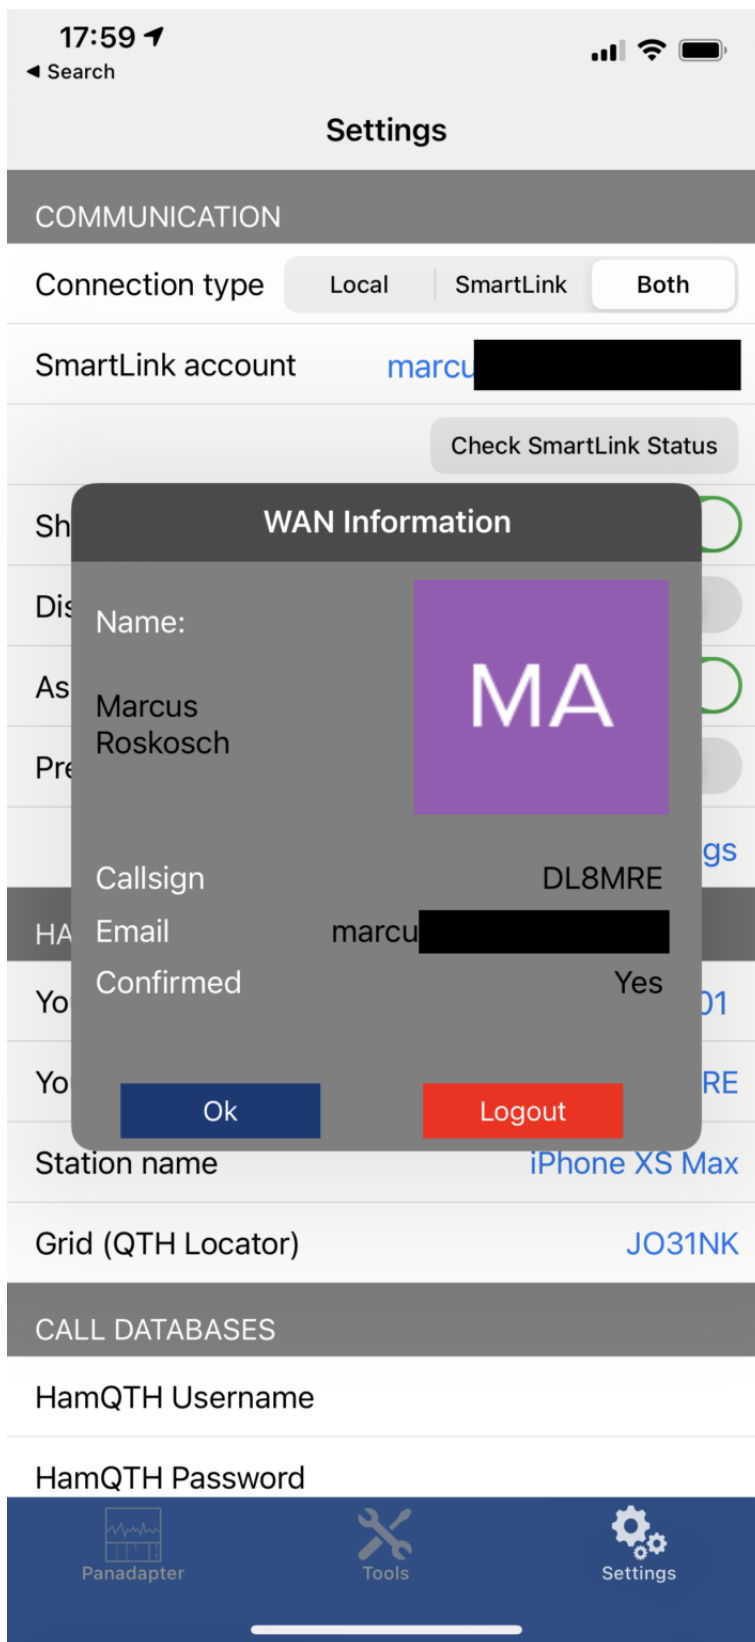 17:59
◀ Search
Settings
COMMUNICATION
Connection type Local SmartLink Both
SmartLink account marcu
Check SmartLink Status
WAN Information
Sh
Dis
Name:
MA
As
Marcus
Roskosch
Pre
gs
Callsign DL8MRE
HA
Email marcu
Confirmed Yes
Yo 01
Yo RE
Ok Logout
Station name iPhone XS Max
Grid (QTH Locator) JO31NK
CALL DATABASES
HamQTH Username
HamQTH Password
Panadapter Tools Settings